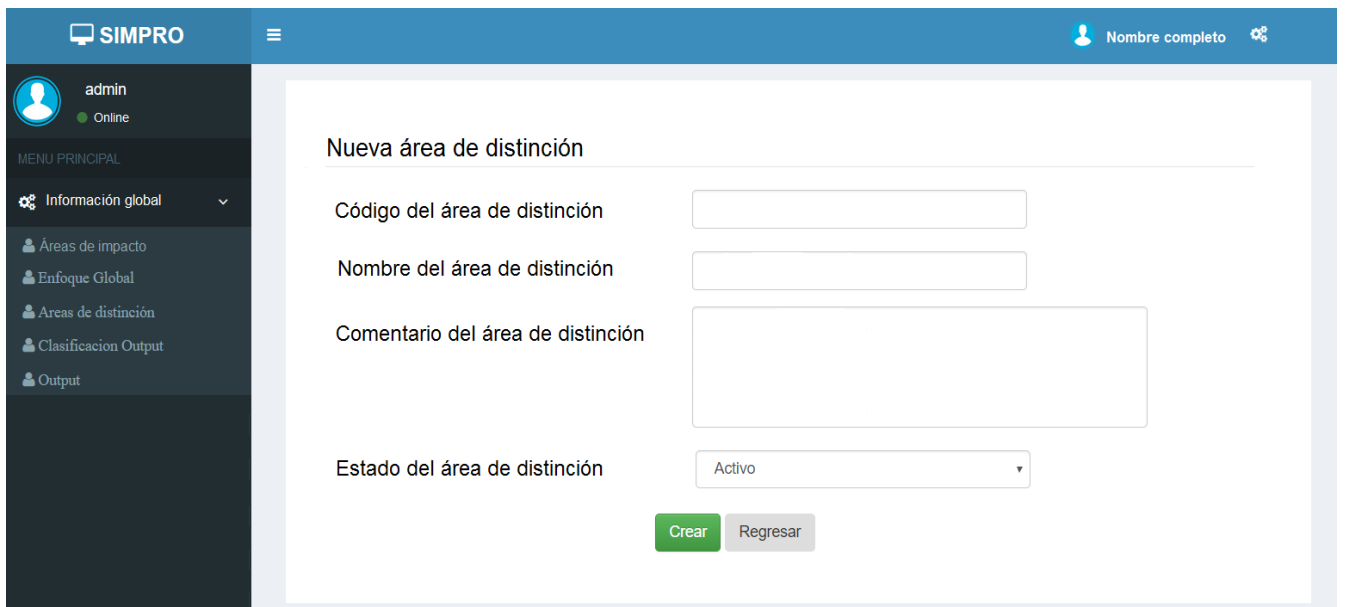 SIMPRO
Nombre completo
admin
Online
MENU PRINCIPAL
Información global
Áreas de impacto
Enfoque Global
Areas de distinción
Clasificacion Output
Output
Nueva área de distinción
Código del área de distinción
Nombre del área de distinción
Comentario del área de distinción
Estado del área de distinción
Activo
Crear
Regresar